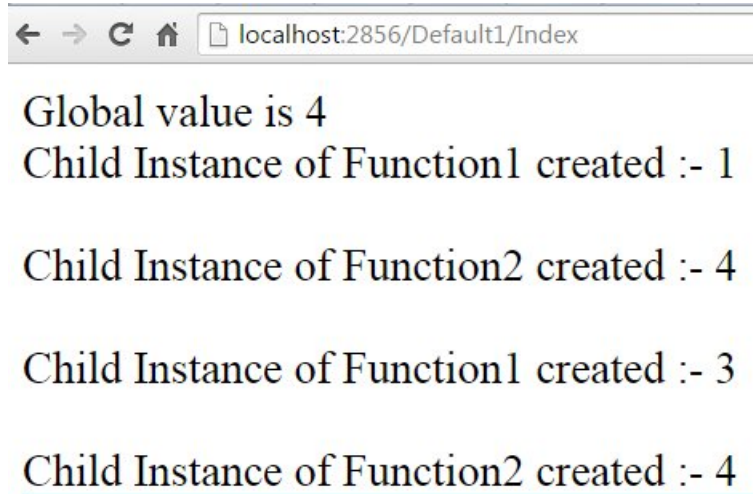 localhost:2856/Default1/Index
Global value is 4
Child Instance of Function1 created :- 1
Child Instance of Function2 created :- 4
Child Instance of Function1 created :- 3
Child Instance of Function2 created :- 4